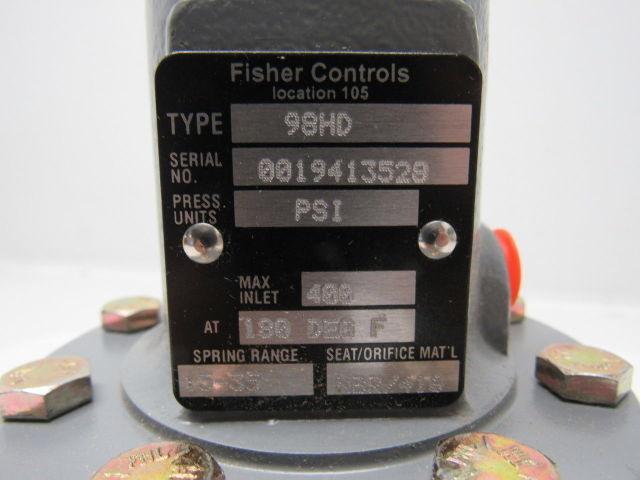 Fisher Controls
location 105
TYPE 98HD
SERIAL NO. 0019413528
PRESS. UNITS PSI
MAX INLET 400
AT 180 DEG F
SPRING RANGE SEAT/ORIFICE MAT'L